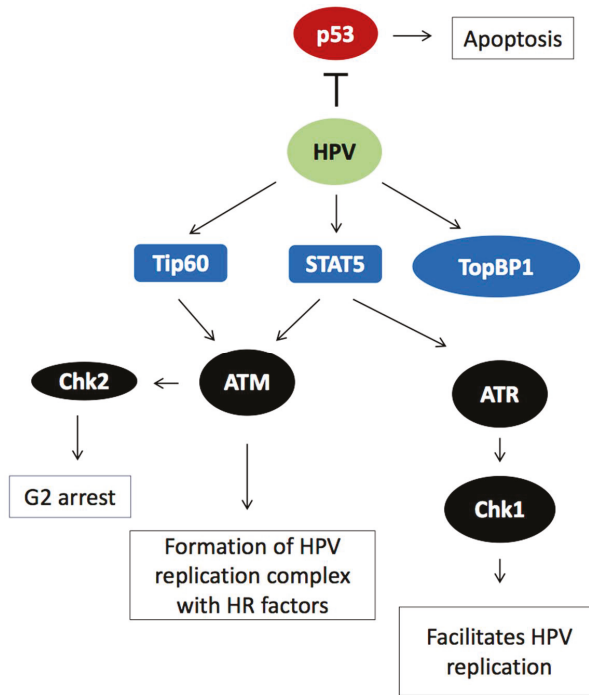 p53
Apoptosis
HPV
Tip60
STAT5
TopBP1
Chk2
ATM
ATR
G2 arrest
Chk1
Formation of HPV
replication complex
with HR factors
Facilitates HPV
replication